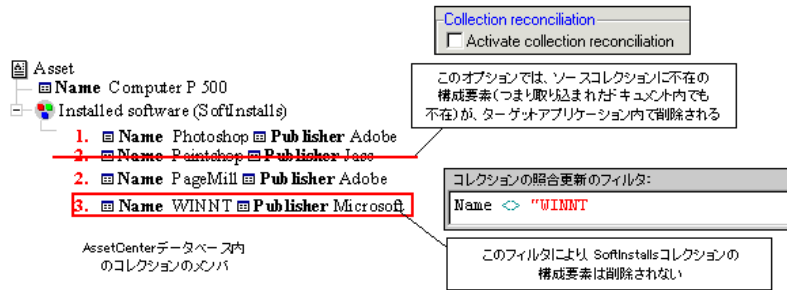 Collection reconciliation
Activate collection reconciliation
Asset
Name Computer P 500
Installed software (SoftInstalls)
1. Name Photoshop Publisher Adobe
2. Name Paintshop Publisher Jasc
2. Name PageMill Publisher Adobe
3. Name WINNT Publisher Microsoft
AssetCenterデータベース内
のコレクションのメンバ
このオプションでは、ソースコレクションに不在の
構成要素(つまり取り込まれたドキュメント内でも
不在)が、ターゲットアプリケーション内で削除される
コレクションの照合更新のフィルタ:
Name <> "WINNT
このフィルタにより、SoftInstallsコレクションの
構成要素は削除されない